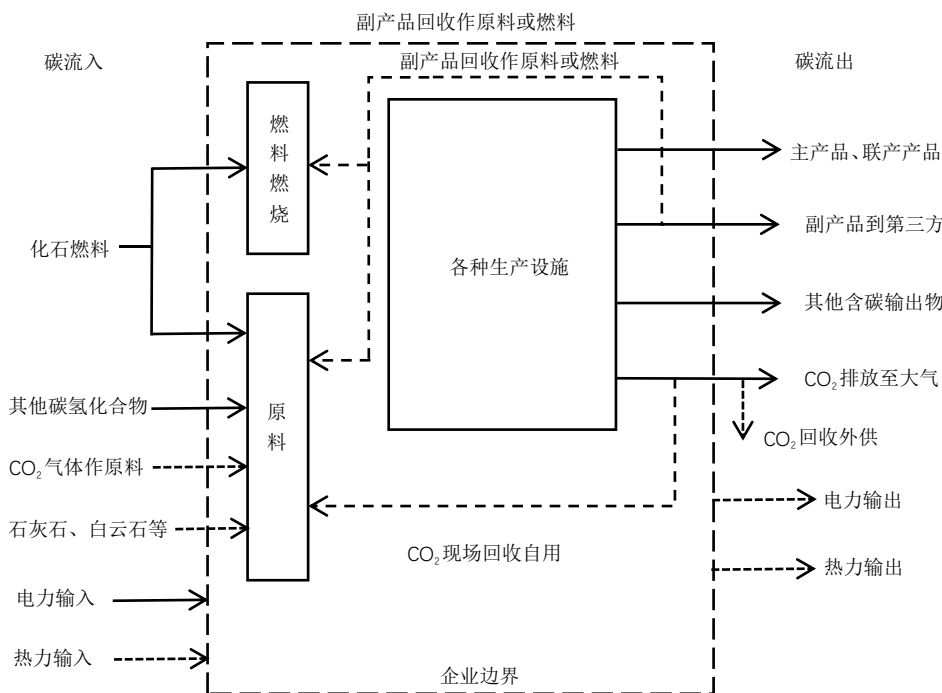 副产品回收作原料或燃料
碳流入
副产品回收作原料或燃料
碳流出
燃料燃烧
主产品、联产产品
副产品到第三方
化石燃料
各种生产设施
其他含碳输出物
CO₂排放至大气
其他碳氢化合物
原料
CO₂回收外供
CO₂气体作原料
电力输出
石灰石、白云石等
CO₂现场回收自用
热力输出
电力输入
热力输入
企业边界